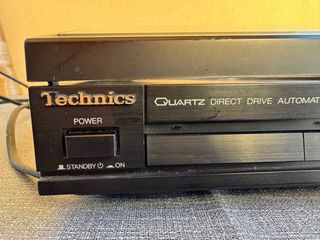 Technics
QUARTZ DIRECT DRIVE AUTOMAT
POWER
STANDBY ON